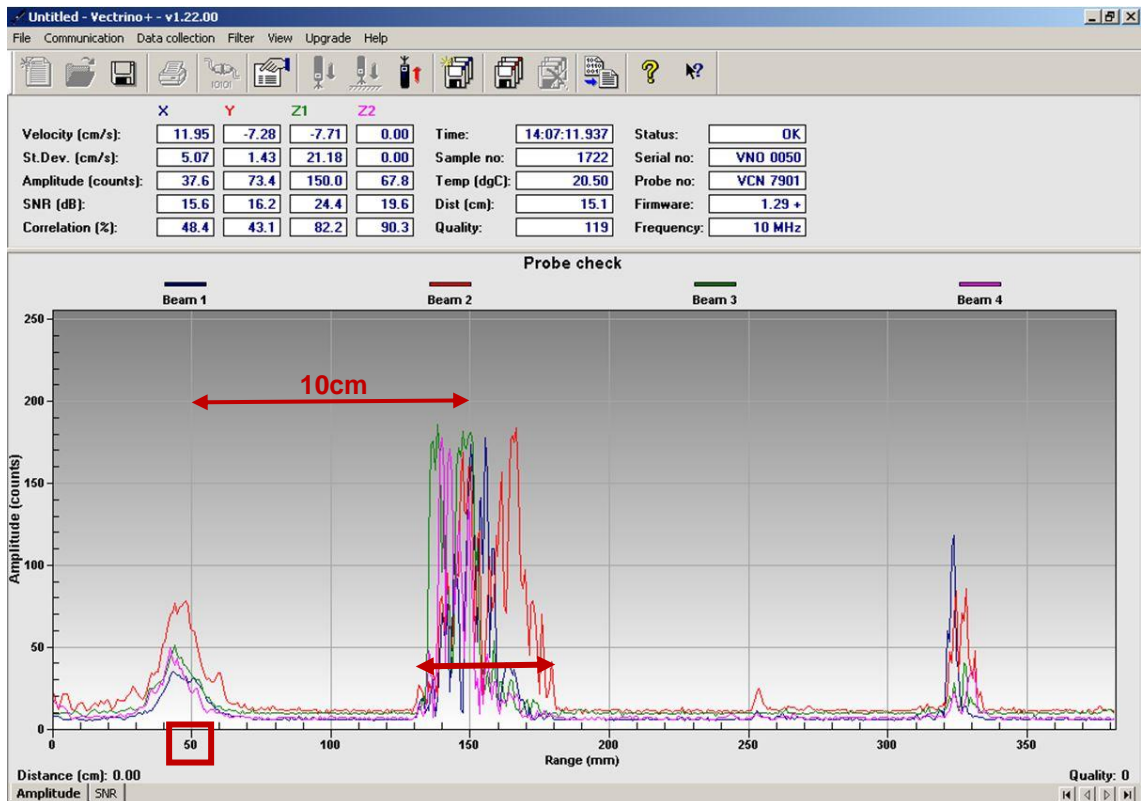 Untitled - Vectrino+ - v1.22.00
File Communication Data collection Filter View Upgrade Help
X Y Z1 Z2
Velocity (cm/s): 11.95 -7.28 -7.71 0.00 Time: 14:07:11.937 Status: OK
St.Dev. (cm/s): 5.07 1.43 21.18 0.00 Sample no: 1722 Serial no: VNO 0050
Amplitude (counts): 37.6 73.4 150.0 67.8 Temp (dgC): 20.50 Probe no: VCN 7901
SNR (dB): 15.6 16.2 24.4 19.6 Dist (cm): 15.1 Firmware: 1.29 +
Correlation (%): 48.4 43.1 82.2 90.3 Quality: 119 Frequency: 10 MHz
Probe check
Beam 1 Beam 2 Beam 3 Beam 4
250
10cm
200
150
100
50
0
Amplitude (counts)
0 50 100 150 200 250 300 350
Range (mm)
Distance (cm): 0.00 Quality: 0
Amplitude SNR